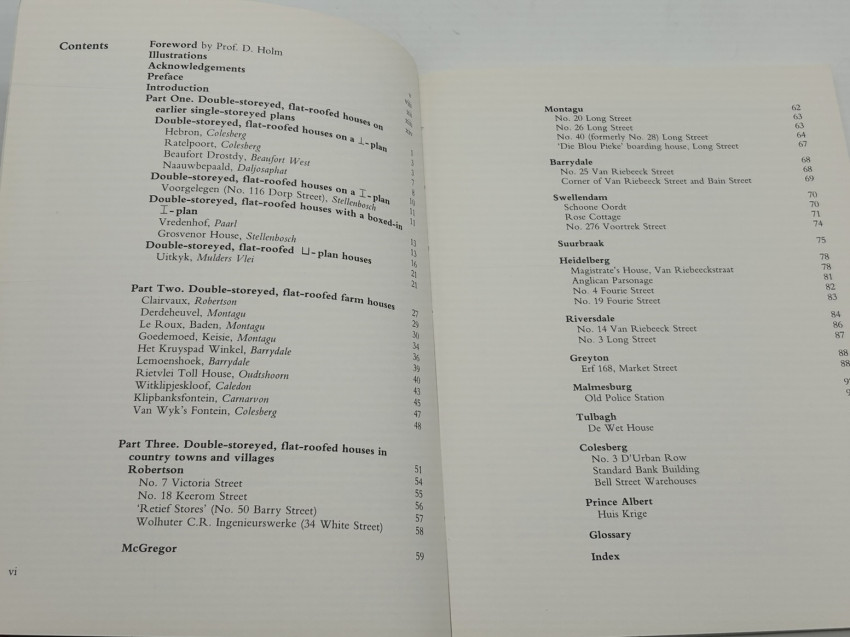 Contents
Foreword by Prof. D. Holm
Illustrations
Acknowledgements
Preface
Introduction
Part One. Double-storeyed, flat-roofed houses on
earlier single-storeyed plans
Double-storeyed, flat-roofed houses on a ⊥-plan
Hebron, Colesberg
Ratelpoort, Colesberg
Beaufort Drostdy, Beaufort West
Naauwbepaald, Daljosaphat
Double-storeyed, flat-roofed houses on a I-plan
Voorgelegen (No. 116 Dorp Street), Stellenbosch
Double-storeyed, flat-roofed houses with a boxed-in
I-plan
Vredenhof, Paarl
Grosvenor House, Stellenbosch
Double-storeyed, flat-roofed ⊔-plan houses
Uitkyk, Mulders Vlei
Part Two. Double-storeyed, flat-roofed farm houses
Clairvaux, Robertson 27
Derdeheuvel, Montagu 29
Le Roux, Baden, Montagu 30
Goedemoed, Keisie, Montagu 34
Het Kruyspad Winkel, Barrydale 36
Lemoenshoek, Barrydale 39
Rietvlei Toll House, Oudtshoorn 40
Witklipjeskloof, Caledon 43
Klipbanksfontein, Carnarvon 45
Van Wyk's Fontein, Colesberg 47
48
Part Three. Double-storeyed, flat-roofed houses in
country towns and villages
Robertson 51
No. 7 Victoria Street 54
No. 18 Keerom Street 55
'Retief Stores' (No. 50 Barry Street) 56
Wolhuter C.R. Ingenieurswerke (34 White Street) 57
58
McGregor 59
vi
Montagu 62
No. 20 Long Street 63
No. 26 Long Street 63
No. 40 (formerly No. 28) Long Street 64
'Die Blou Pieke' boarding house, Long Street 67
Barrydale 68
No. 25 Van Riebeeck Street 68
Corner of Van Riebeeck Street and Bain Street 69
Swellendam 70
Schoone Oordt 70
Rose Cottage 71
No. 276 Voortrek Street 74
Suurbraak 75
Heidelberg 78
Magistrate's House, Van Riebeeckstraat 78
Anglican Parsonage 81
No. 4 Fourie Street 82
No. 19 Fourie Street 83
Riversdale 84
No. 14 Van Riebeeck Street 86
No. 3 Long Street 87
Greyton 88
Erf 168, Market Street 88
Malmesburg
Old Police Station
Tulbagh
De Wet House
Colesberg
No. 3 D'Urban Row
Standard Bank Building
Bell Street Warehouses
Prince Albert
Huis Krige
Glossary
Index